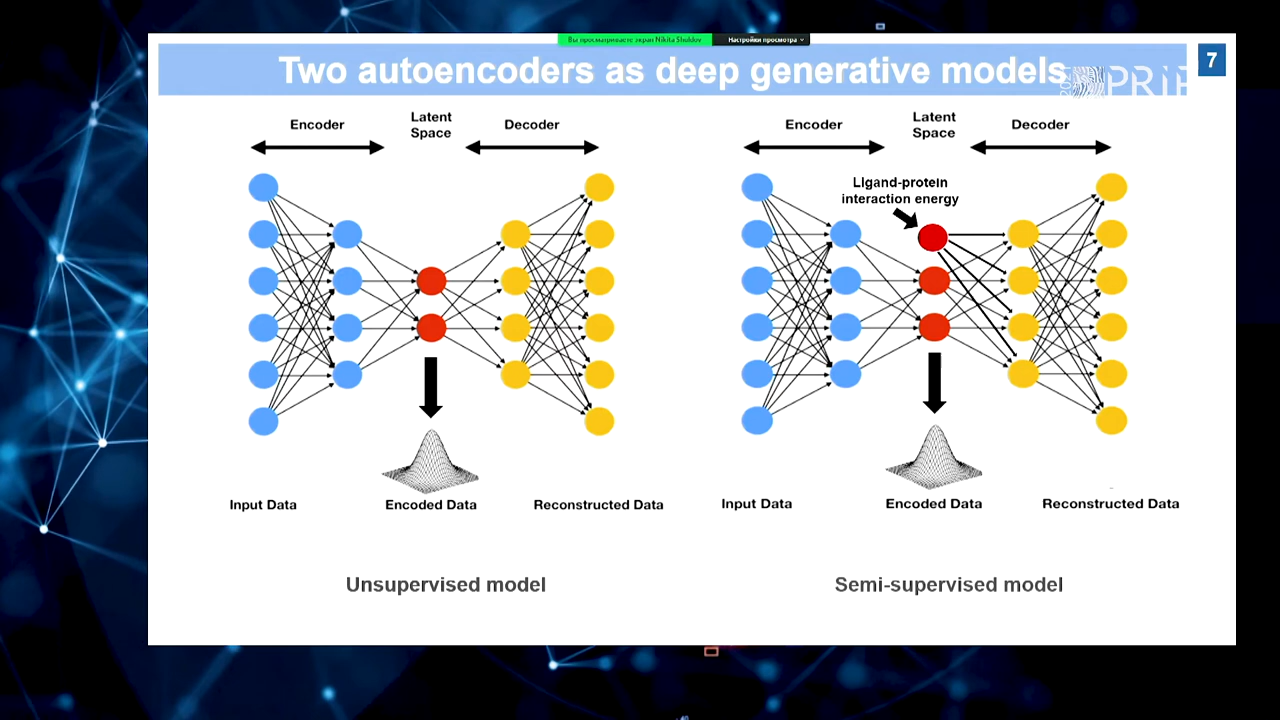 Вы просматриваете экран Nikita Shuldov
Настройки просмотра
Two autoencoders as deep generative models
7
Encoder
Latent
Space
Decoder
Input Data
Encoded Data
Reconstructed Data
Unsupervised model
Encoder
Latent
Space
Decoder
Ligand-protein
interaction energy
Input Data
Encoded Data
Reconstructed Data
Semi-supervised model